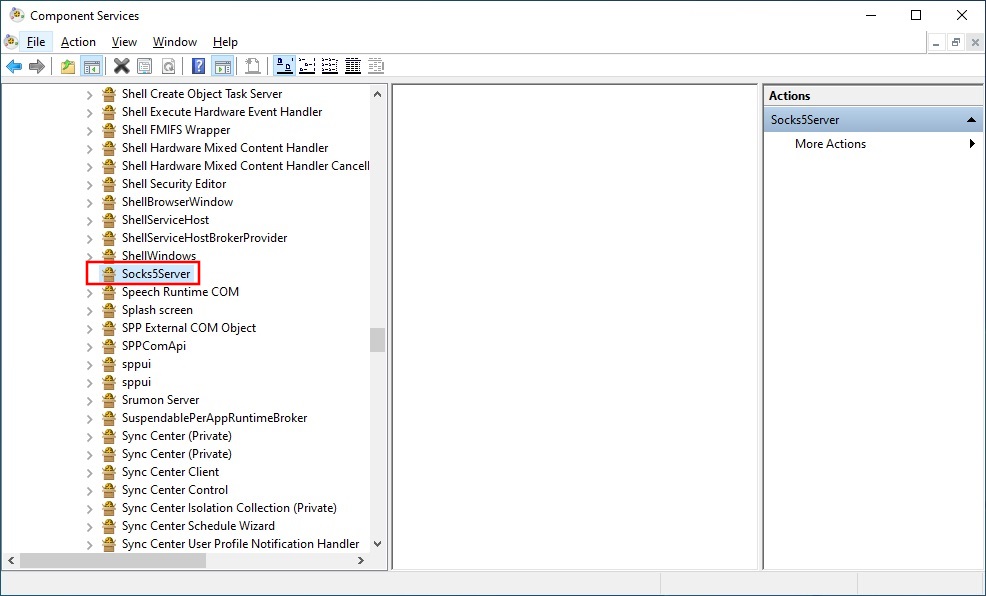 Component Services
File Action View Window Help
Shell Create Object Task Server
Shell Execute Hardware Event Handler
Shell FMIFS Wrapper
Shell Hardware Mixed Content Handler
Shell Hardware Mixed Content Handler Cancell
Shell Security Editor
ShellBrowserWindow
ShellServiceHost
ShellServiceHostBrokerProvider
ShellWindows
Socks5Server
Speech Runtime COM
Splash screen
SPP External COM Object
SPPComApi
sppui
sppui
Srumon Server
SuspendablePerAppRuntimeBroker
Sync Center (Private)
Sync Center (Private)
Sync Center Client
Sync Center Control
Sync Center Isolation Collection (Private)
Sync Center Schedule Wizard
Sync Center User Profile Notification Handler
Actions
Socks5Server
More Actions